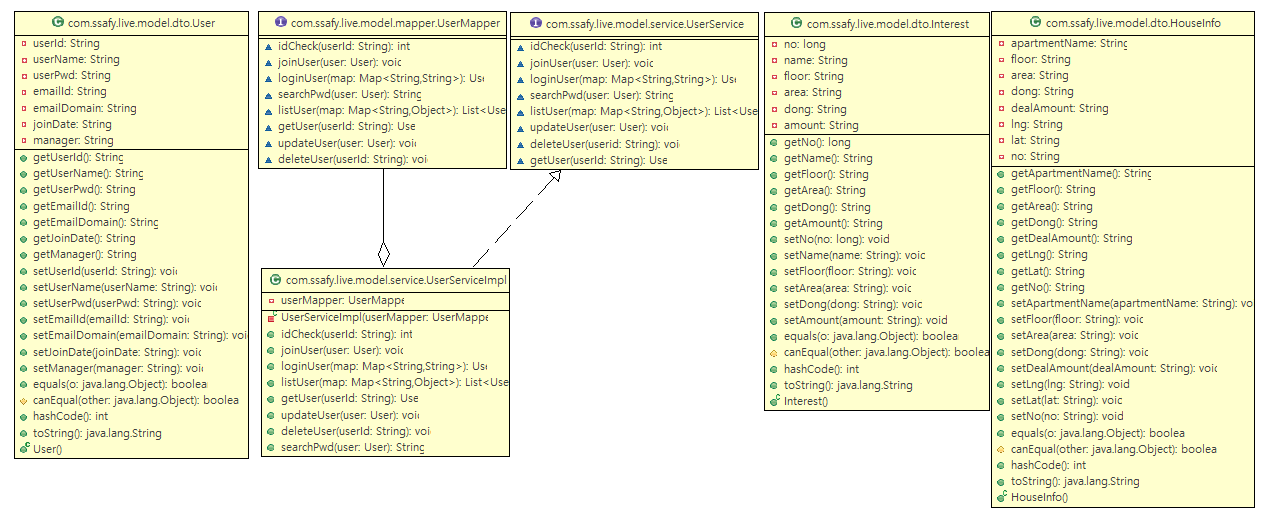 com.ssafy.live.model.dto.User
userId: String
userName: String
userPwd: String
emailId: String
emailDomain: String
joinDate: String
manager: String
getUserId(): String
getUserName(): String
getUserPwd(): String
getEmailId(): String
getEmailDomain(): String
getJoinDate(): String
getManager(): String
setUserId(userId: String): voic
setUserName(userName: String): voic
setUserPwd(userPwd: String): voic
setEmailId(emailId: String): voic
setEmailDomain(emailDomain: String): voic
setJoinDate(joinDate: String): voic
setManager(manager: String): void
equals(o: java.lang.Object): boolea
canEqual(other: java.lang.Object): boolea
hashCode(): int
toString(): java.lang.String
User()
com.ssafy.live.model.mapper.UserMapper
idCheck(userId: String): int
joinUser(user: User): voic
loginUser(map: Map<String,String>): Use
searchPwd(user: User): String
listUser(map: Map<String,Object>): List<Use
getUser(userId: String): Use
updateUser(user: User): voic
deleteUser(userId: String): voic
com.ssafy.live.model.service.UserService
idCheck(userId: String): int
joinUser(user: User): voic
loginUser(map: Map<String,String>): Use
searchPwd(user: User): String
listUser(map: Map<String,Object>): List<Use
updateUser(user: User): voic
deleteUser(userid: String): voic
getUser(userId: String): Use
com.ssafy.live.model.service.UserServiceImpl
userMapper: UserMappe
UserServiceImpl(userMapper: UserMappe
idCheck(userId: String): int
joinUser(user: User): voic
loginUser(map: Map<String,String>): Use
listUser(map: Map<String,Object>): List<Use
getUser(userId: String): Use
updateUser(user: User): voic
deleteUser(userId: String): voic
searchPwd(user: User): String
com.ssafy.live.model.dto.Interest
no: long
name: String
floor: String
area: String
dong: String
amount: String
getNo(): long
getName(): String
getFloor(): String
getArea(): String
getDong(): String
getAmount(): String
setNo(no: long): void
setName(name: String): voic
setFloor(floor: String): voic
setArea(area: String): voic
setDong(dong: String): voic
setAmount(amount: String): void
equals(o: java.lang.Object): boolea
canEqual(other: java.lang.Object): boolea
hashCode(): int
toString(): java.lang.String
Interest()
com.ssafy.live.model.dto.HouseInfo
apartmentName: String
floor: String
area: String
dong: String
dealAmount: String
lng: String
lat: String
no: String
getApartmentName(): String
getFloor(): String
getArea(): String
getDong(): String
getDealAmount(): String
getLng(): String
getLat(): String
getNo(): String
setApartmentName(apartmentName: String): vo
setFloor(floor: String): voic
setArea(area: String): voic
setDong(dong: String): voic
setDealAmount(dealAmount: String): voic
setLng(lng: String): void
setLat(lat: String): voic
setNo(no: String): void
equals(o: java.lang.Object): boolea
canEqual(other: java.lang.Object): boolea
hashCode(): int
toString(): java.lang.String
HouseInfo()